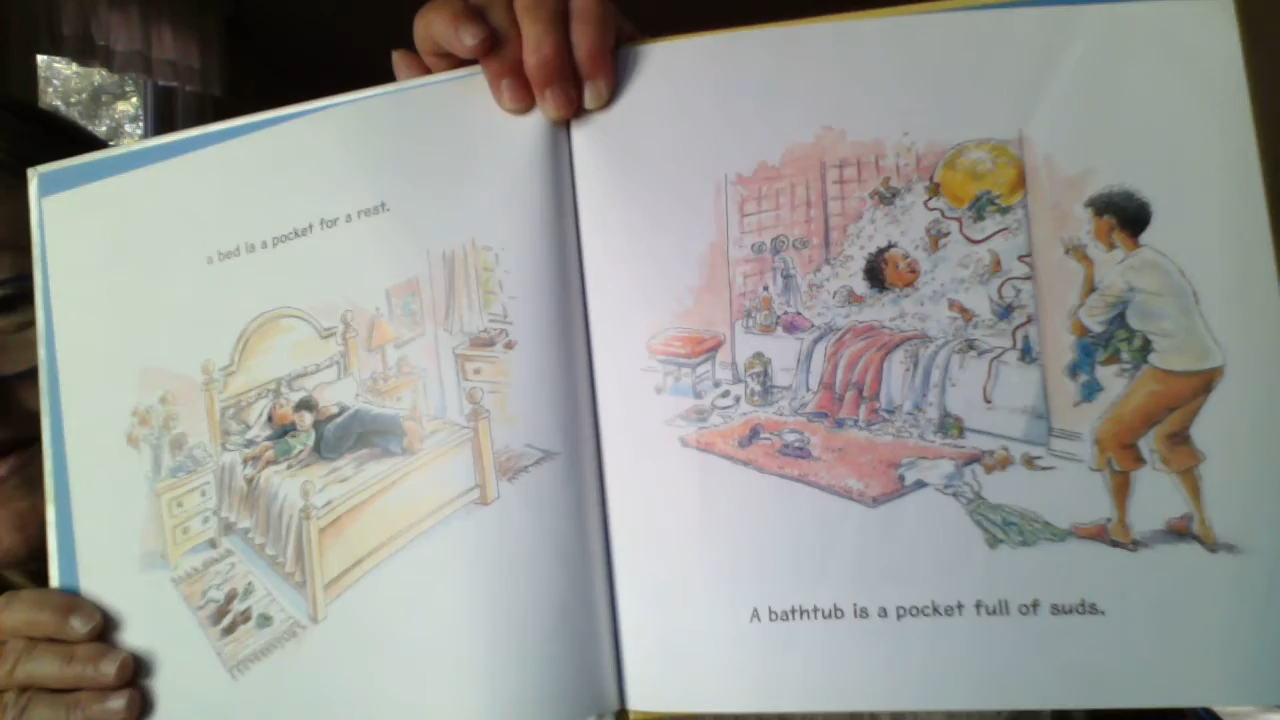 a bed is a pocket for a rest.
A bathtub is a pocket full of suds.